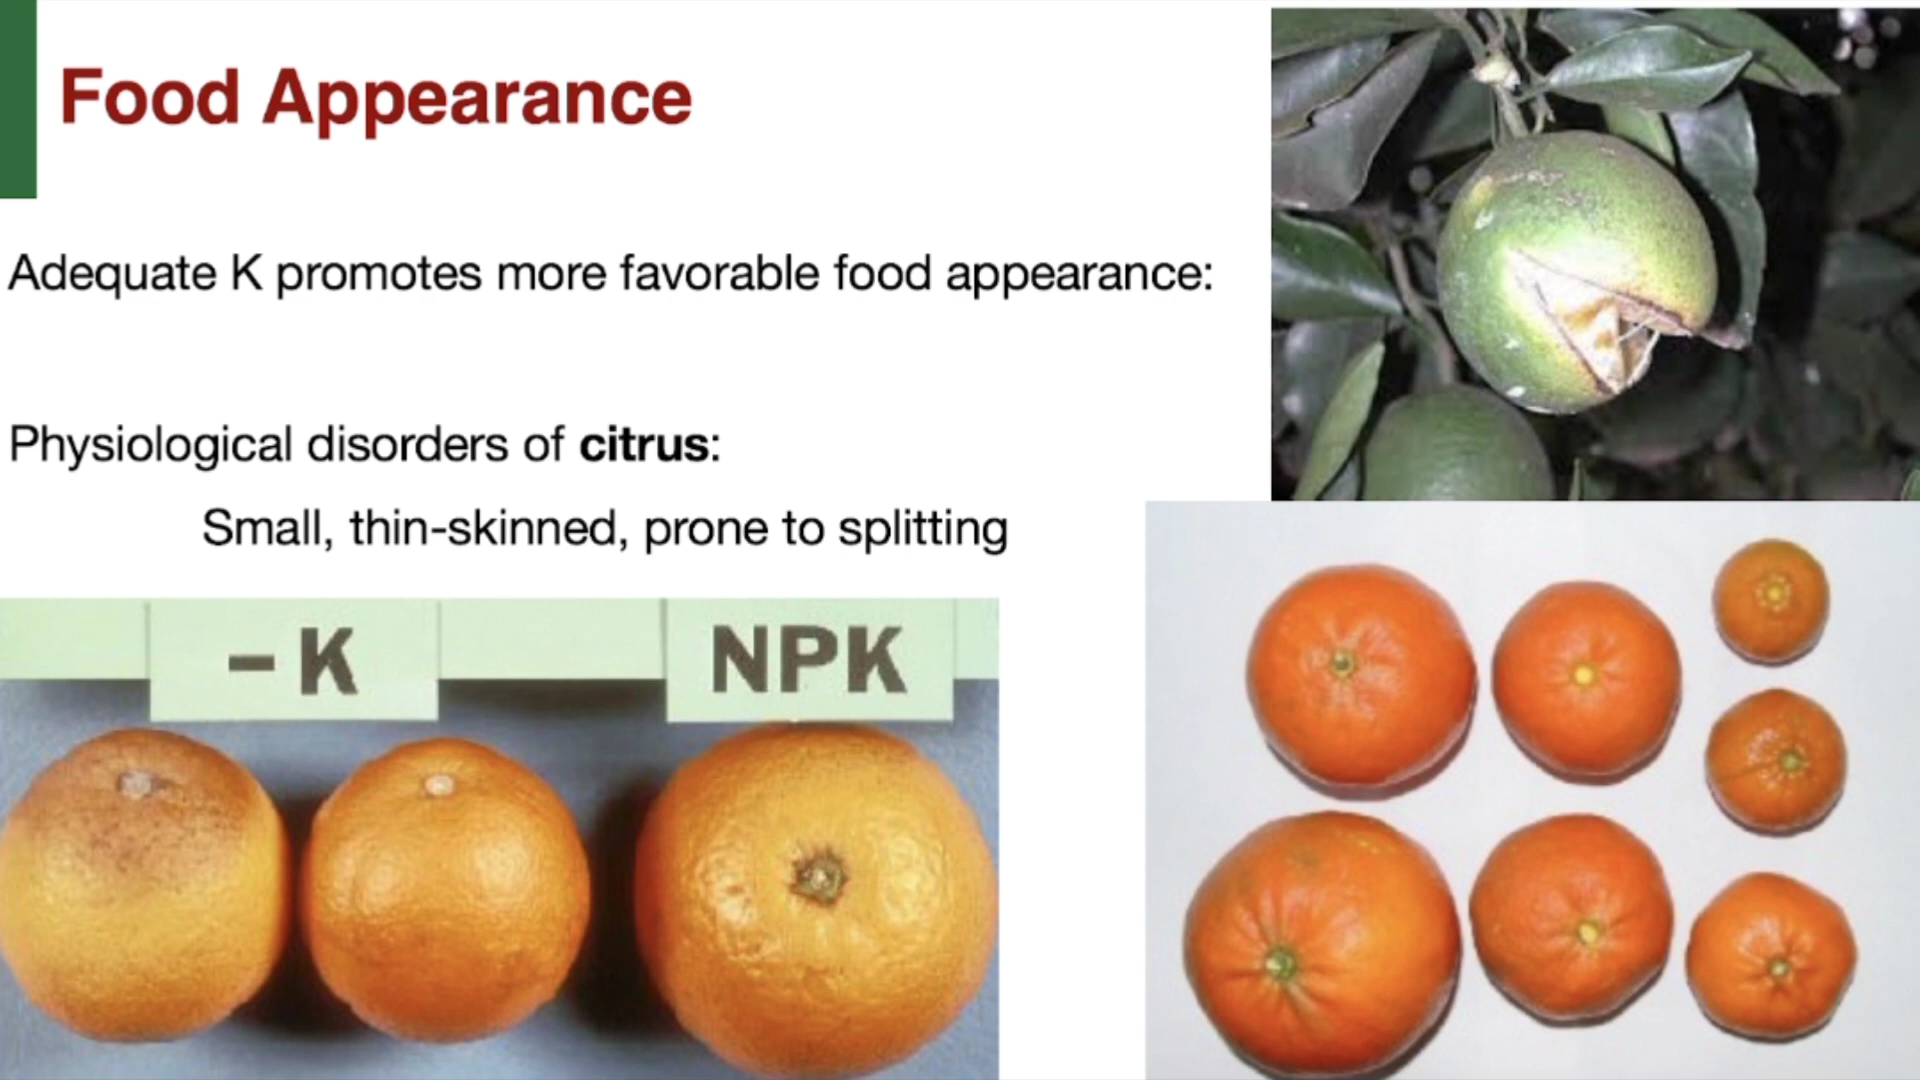 Food Appearance
Adequate K promotes more favorable food appearance:
Physiological disorders of citrus:
Small, thin-skinned, prone to splitting
– K
NPK